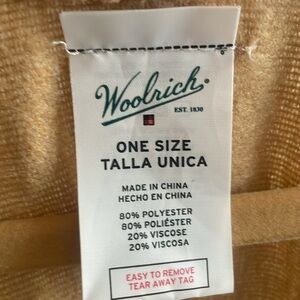 Woolrich
EST. 1830
ONE SIZE
TALLA UNICA
MADE IN CHINA
HECHO EN CHINA
80% POLYESTER
80% POLIÉSTER
20% VISCOSE
20% VISCOSA
EASY TO REMOVE
TEAR AWAY TAG